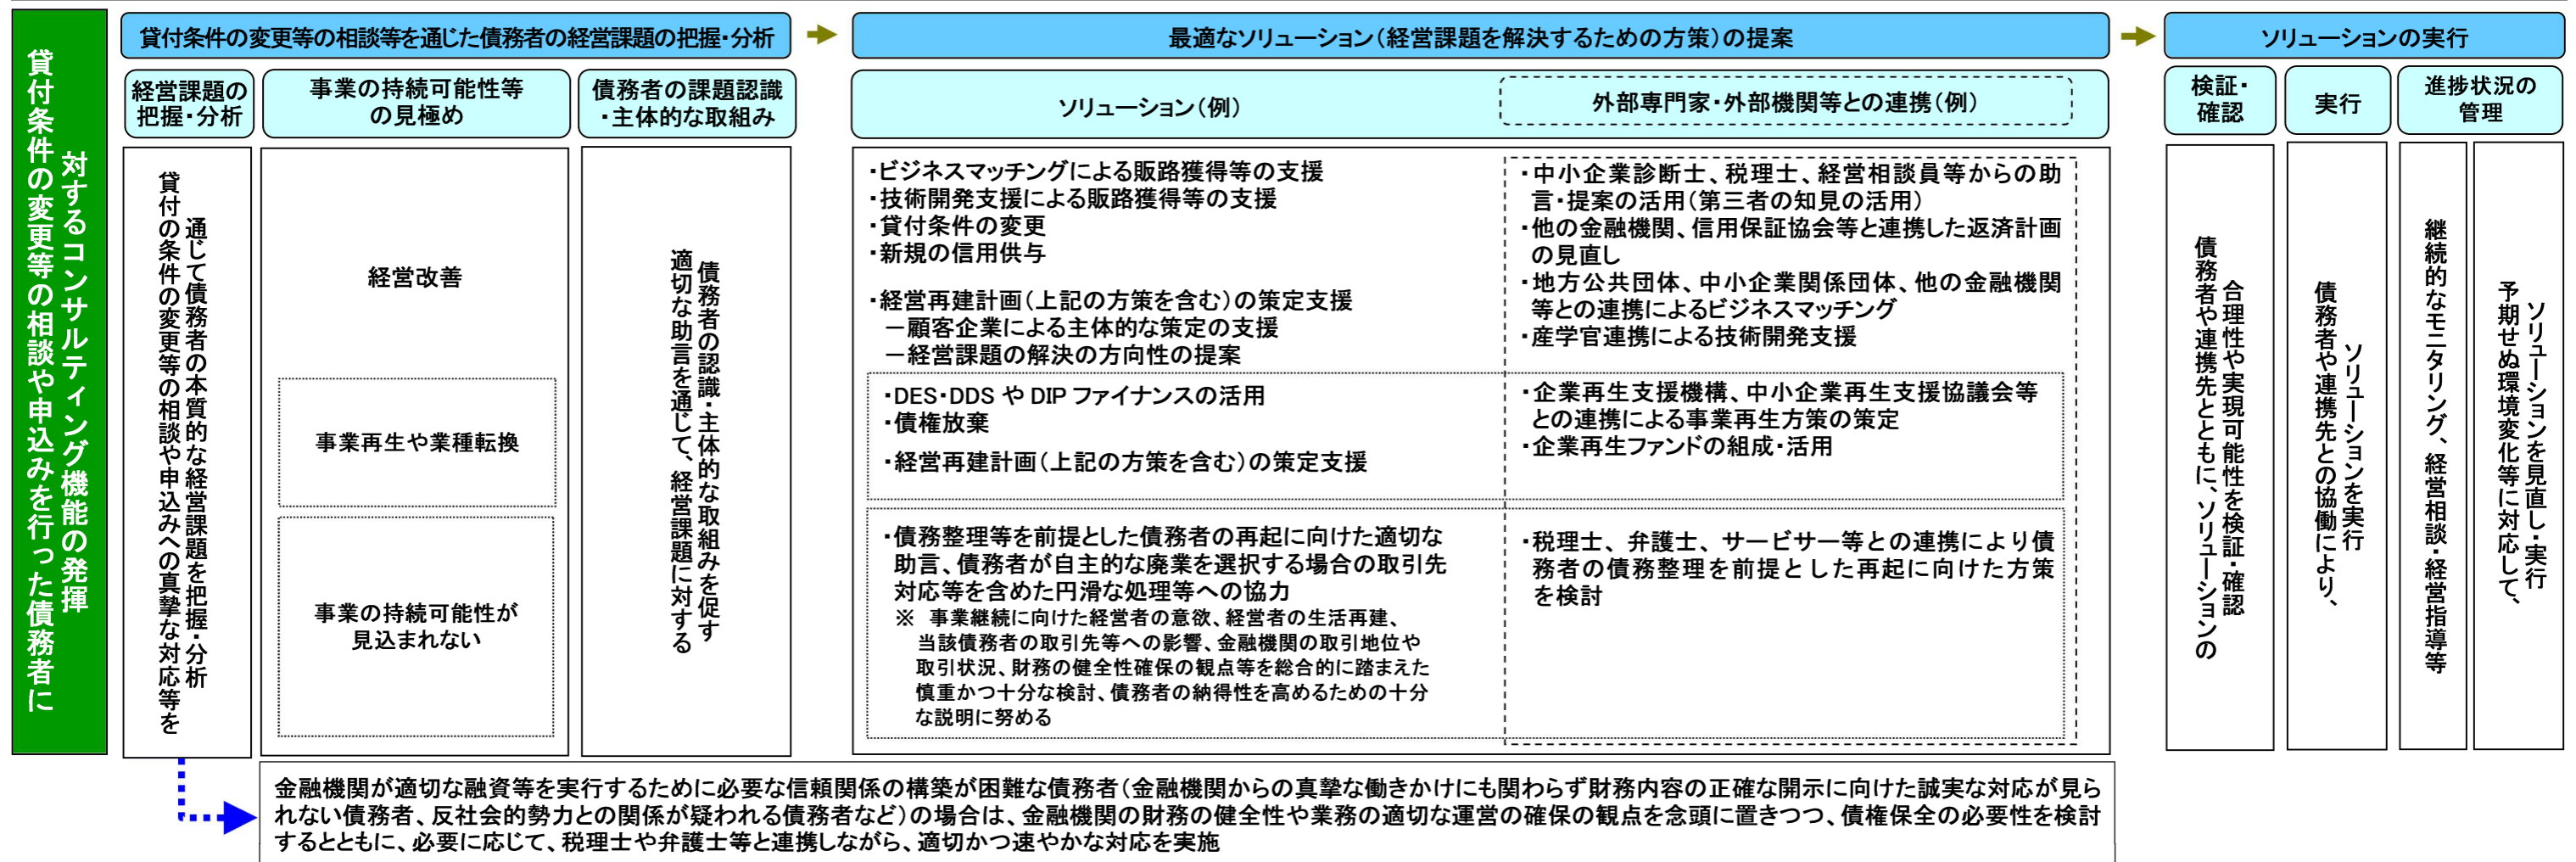 貸付条件の変更等の相談や申込みを行った債務者に
対するコンサルティング機能の発揮
貸付条件の変更等の相談等を通じた債務者の経営課題の把握・分析
経営課題の
把握・分析
事業の持続可能性等
の見極め
債務者の課題認識
・主体的な取組み
貸付の条件の変更等の相談や申込みへの真摯な対応等を
通じて債務者の本質的な経営課題を把握・分析
経営改善
事業再生や業種転換
事業の持続可能性が
見込まれない
適切な助言を通じて、経営課題に対する
債務者の認識・主体的な取組みを促す
最適なソリューション（経営課題を解決するための方策）の提案
ソリューション（例）
外部専門家・外部機関等との連携（例）
・ビジネスマッチングによる販路獲得等の支援
・技術開発支援による販路獲得等の支援
・貸付条件の変更
・新規の信用供与
・経営再建計画（上記の方策を含む）の策定支援
－顧客企業による主体的な策定の支援
－経営課題の解決の方向性の提案
・中小企業診断士、税理士、経営相談員等からの助
言・提案の活用（第三者の知見の活用）
・他の金融機関、信用保証協会等と連携した返済計画
の見直し
・地方公共団体、中小企業関係団体、他の金融機関
等との連携によるビジネスマッチング
・産学官連携による技術開発支援
・DES・DDS や DIP ファイナンスの活用
・債権放棄
・経営再建計画（上記の方策を含む）の策定支援
・企業再生支援機構、中小企業再生支援協議会等
との連携による事業再生方策の策定
・企業再生ファンドの組成・活用
・債務整理等を前提とした債務者の再起に向けた適切な
助言、債務者が自主的な廃業を選択する場合の取引先
対応等を含めた円滑な処理等への協力
※ 事業継続に向けた経営者の意欲、経営者の生活再建、
当該債務者の取引先等への影響、金融機関の取引地位や
取引状況、財務の健全性確保の観点等を総合的に踏まえた
慎重かつ十分な検討、債務者の納得性を高めるための十分
な説明に努める
・税理士、弁護士、サービサー等との連携により債
務者の債務整理を前提とした再起に向けた方策
を検討
ソリューションの実行
検証・
確認
実行
進捗状況の
管理
債務者や連携先とともに、ソリューションの
合理性や実現可能性を検証・確認
債務者や連携先との協働により、
ソリューションを実行
継続的なモニタリング、経営相談・経営指導等
予期せぬ環境変化等に対応して、
ソリューションを見直し・実行
金融機関が適切な融資等を実行するために必要な信頼関係の構築が困難な債務者（金融機関からの真摯な働きかけにも関わらず財務内容の正確な開示に向けた誠実な対応が見ら
れない債務者、反社会的勢力との関係が疑われる債務者など）の場合は、金融機関の財務の健全性や業務の適切な運営の確保の観点を念頭に置きつつ、債権保全の必要性を検討
するとともに、必要に応じて、税理士や弁護士等と連携しながら、適切かつ速やかな対応を実施